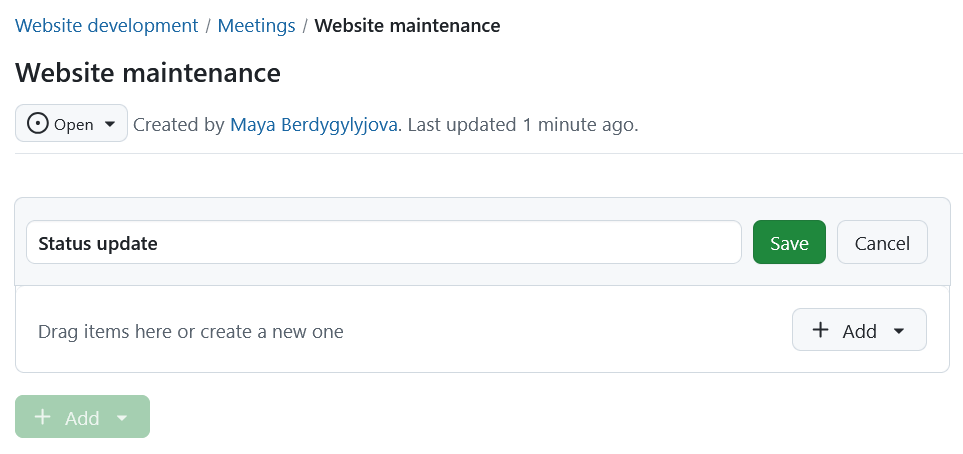 Website development / Meetings / Website maintenance
Website maintenance
Open Created by Maya Berdygylyjova. Last updated 1 minute ago.
Status update Save Cancel
Drag items here or create a new one + Add
+ Add